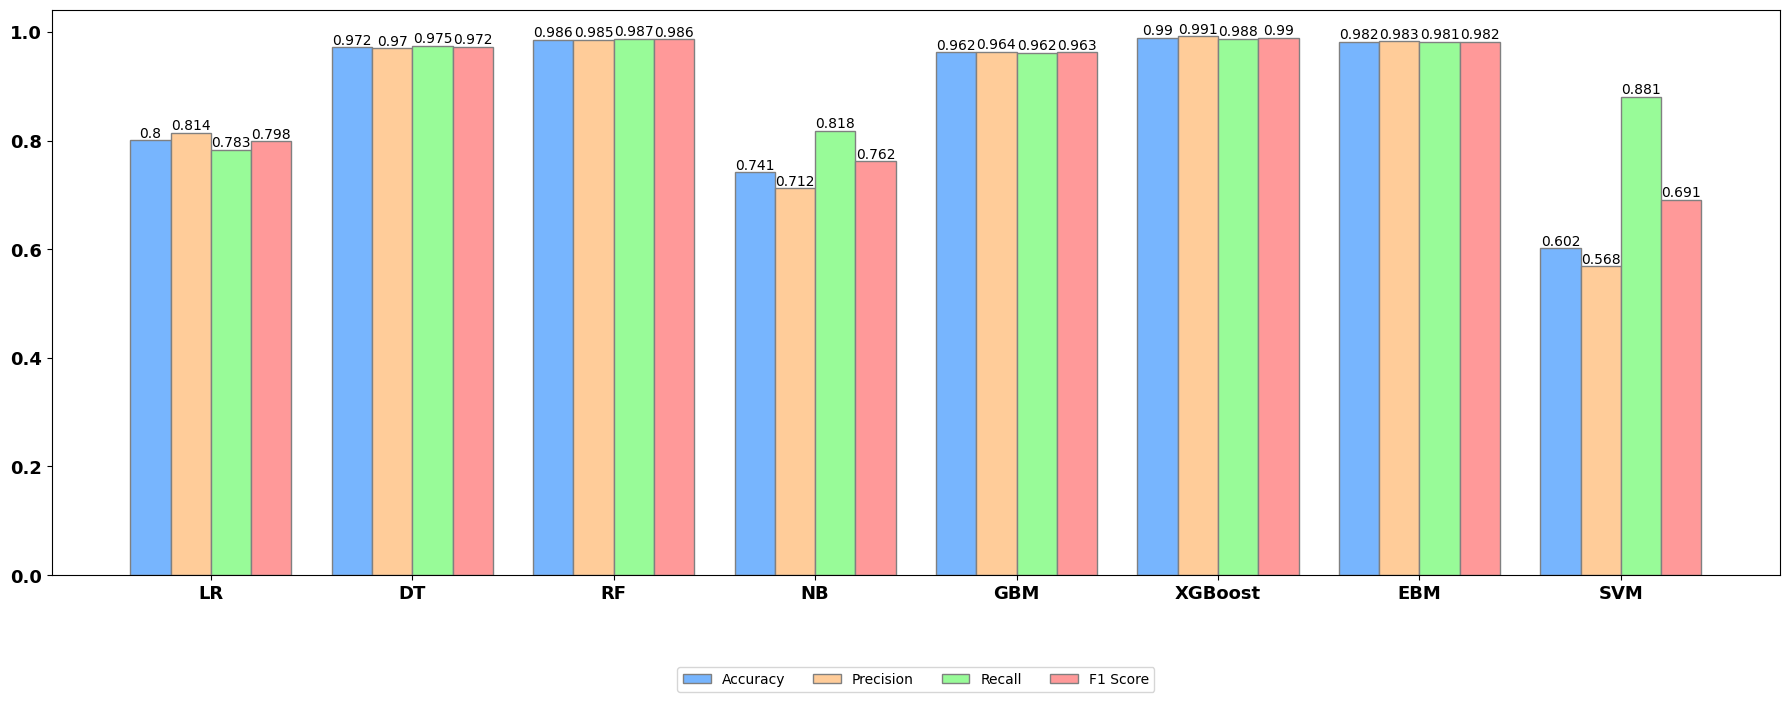 1.0
0.8
0.6
0.4
0.2
0.0
0.8 0.814 0.783 0.798
0.972 0.97 0.975 0.972
0.986 0.985 0.987 0.986
0.741 0.712 0.818 0.762
0.962 0.964 0.962 0.963
0.99 0.991 0.988 0.99
0.982 0.983 0.981 0.982
0.602 0.568 0.881 0.691
LR DT RF NB GBM XGBoost EBM SVM
Accuracy Precision Recall F1 Score